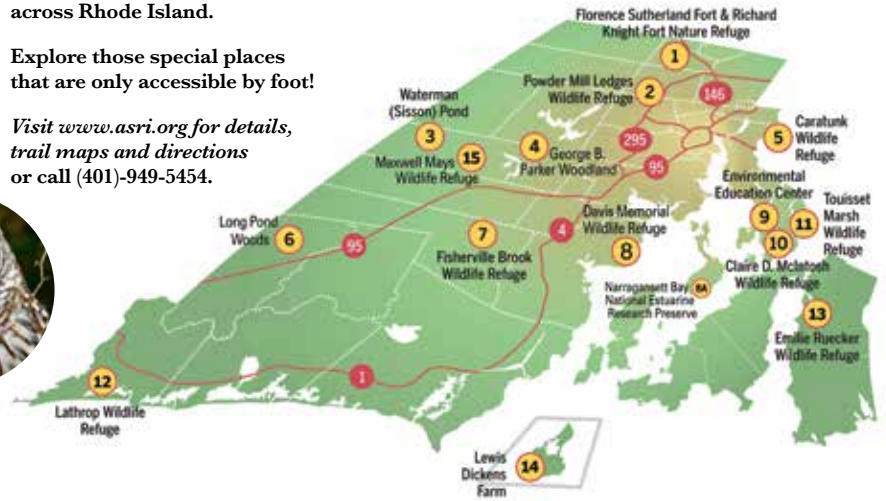 across Rhode Island.
Explore those special places
that are only accessible by foot!
Visit www.asri.org for details,
trail maps and directions
or call (401)-949-5454.
Florence Sutherland Fort & Richard
Knight Fort Nature Refuge
1
Powder Mill Ledges
Wildlife Refuge
2
146
Waterman
(Sisson) Pond
3
Maxwell Mays
Wildlife Refuge
15
4
George B.
Parker Woodland
295
95
5
Caratunk
Wildlife
Refuge
Environmental
Education Center
9
10
11
Touisset
Marsh
Wildlife
Refuge
Claire D. McIntosh
Wildlife Refuge
Long Pond
Woods
6
95
7
Fisherville Brook
Wildlife Refuge
4
Davis Memorial
Wildlife Refuge
8
Narragansett Bay
National Estuarine
Research Preserve
8A
13
Emilie Ruecker
Wildlife Refuge
12
Lathrop Wildlife
Refuge
1
Lewis
Dickens
Farm
14